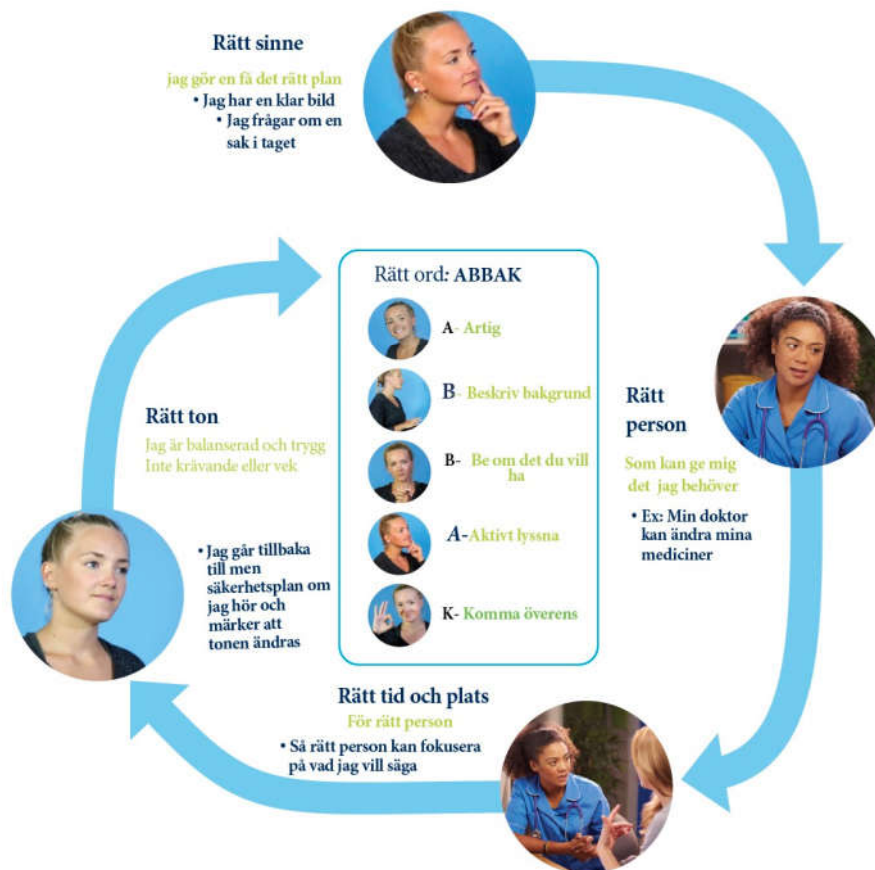 Rätt sinne
jag gör en få det rätt plan
• Jag har en klar bild
• Jag frågar om en
sak i taget
Rätt
person
Som kan ge mig
det jag behöver
• Ex: Min doktor
kan ändra mina
mediciner
Rätt tid och plats
För rätt person
• Så rätt person kan fokusera
på vad jag vill säga
Rätt ton
Jag är balanserad och trygg
Inte krävande eller vek
• Jag går tillbaka
till men
säkerhetsplan om
jag hör och
märker att
tonen ändras
Rätt ord: ABBAK
A- Artig
B- Beskriv bakgrund
B- Be om det du vill
ha
A-Aktivt lyssna
K- Komma överens